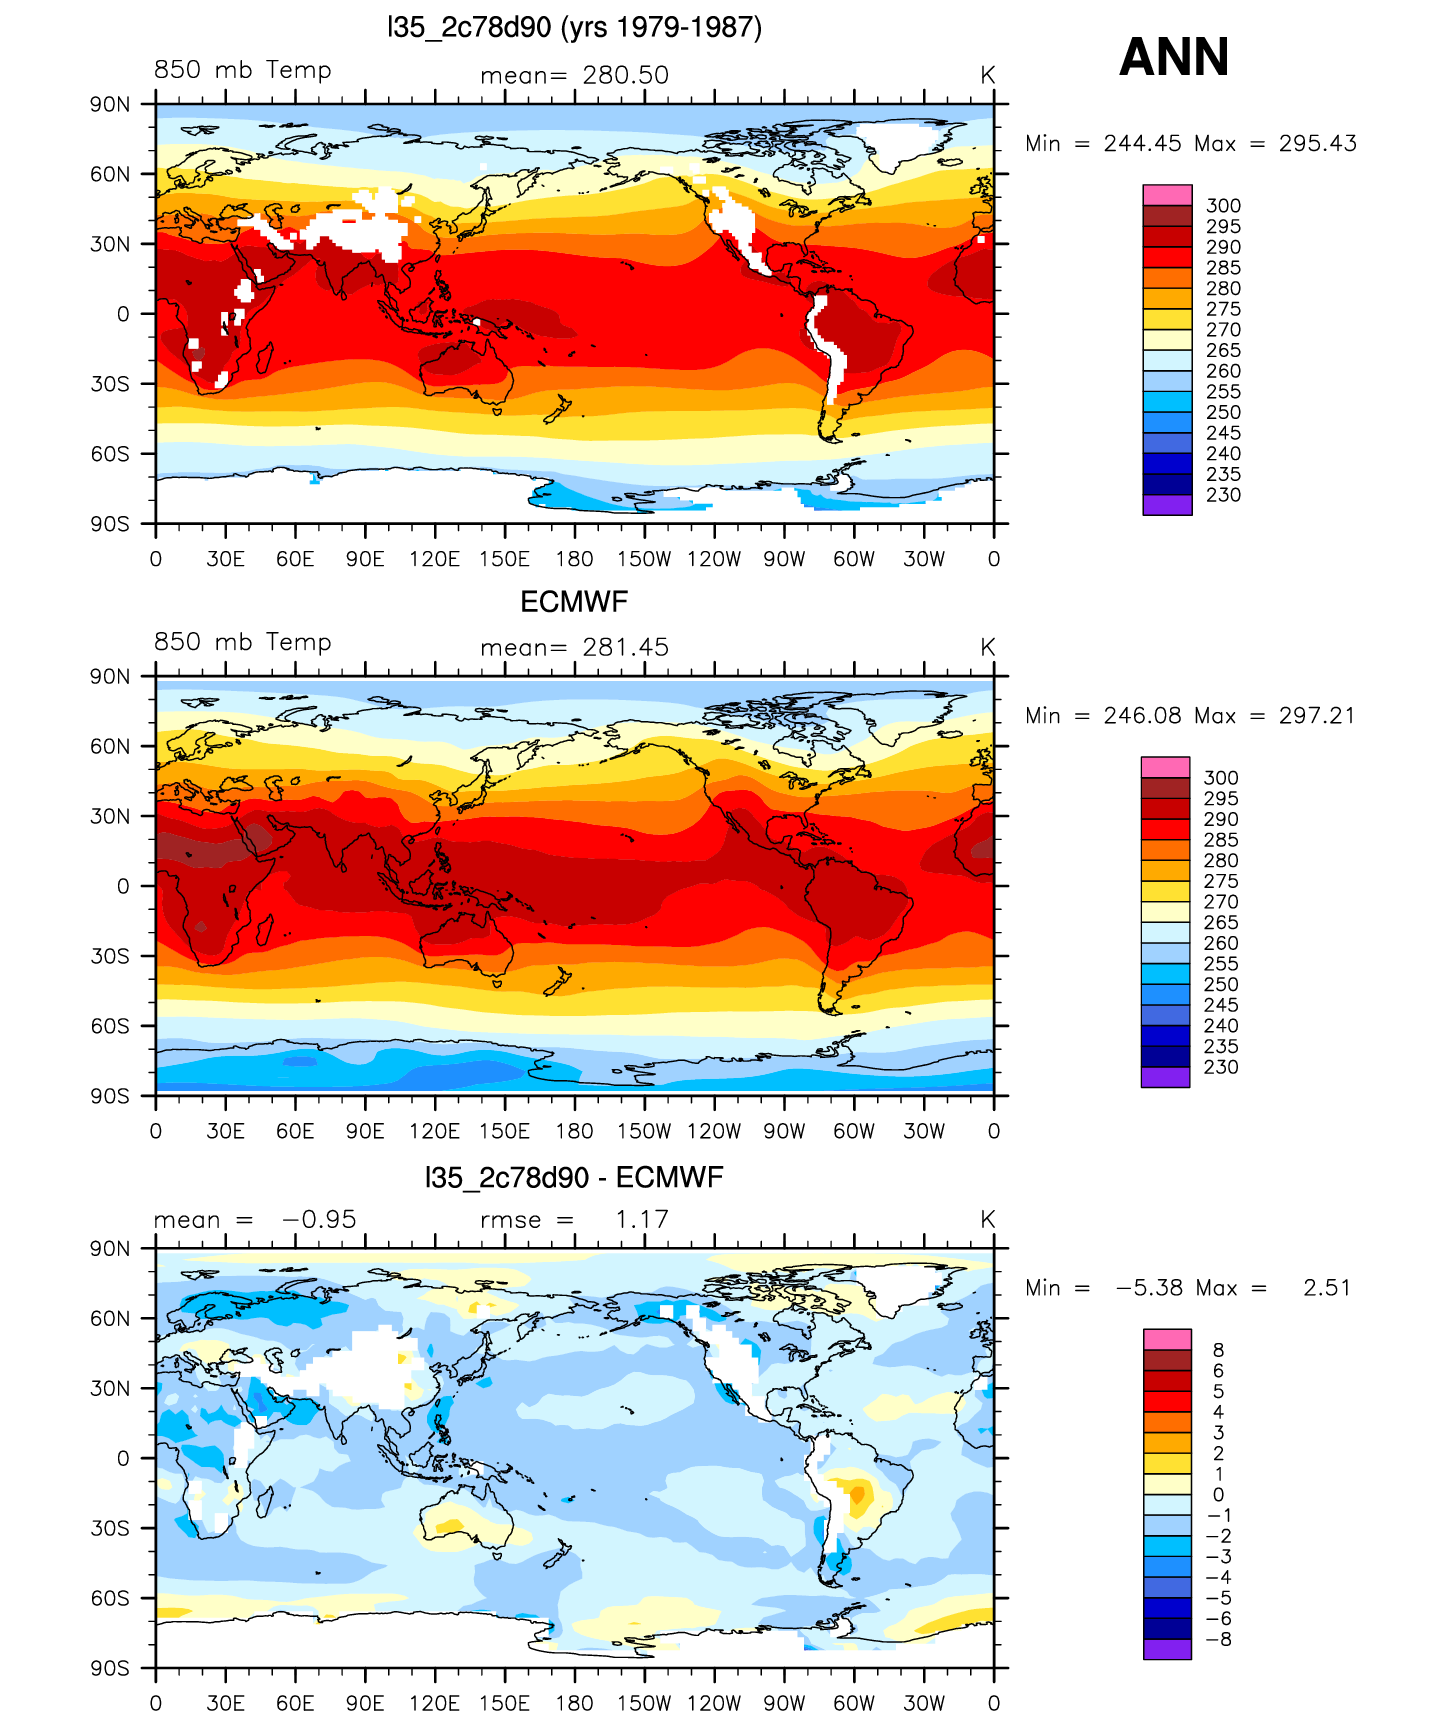 l35_2c78d90 (yrs 1979-1987)
ANN
850 mb Temp mean= 280.50 K
Min = 244.45 Max = 295.43
90N
60N
30N
0
30S
60S
90S
0 30E 60E 90E 120E 150E 180 150W 120W 90W 60W 30W 0
300
295
290
285
280
275
270
265
260
255
250
245
240
235
230
ECMWF
850 mb Temp mean= 281.45 K
Min = 246.08 Max = 297.21
90N
60N
30N
0
30S
60S
90S
0 30E 60E 90E 120E 150E 180 150W 120W 90W 60W 30W 0
300
295
290
285
280
275
270
265
260
255
250
245
240
235
230
l35_2c78d90 - ECMWF
mean = −0.95 rmse = 1.17 K
Min = −5.38 Max = 2.51
90N
60N
30N
0
30S
60S
90S
0 30E 60E 90E 120E 150E 180 150W 120W 90W 60W 30W 0
8
6
5
4
3
2
1
0
−1
−2
−3
−4
−5
−6
−8